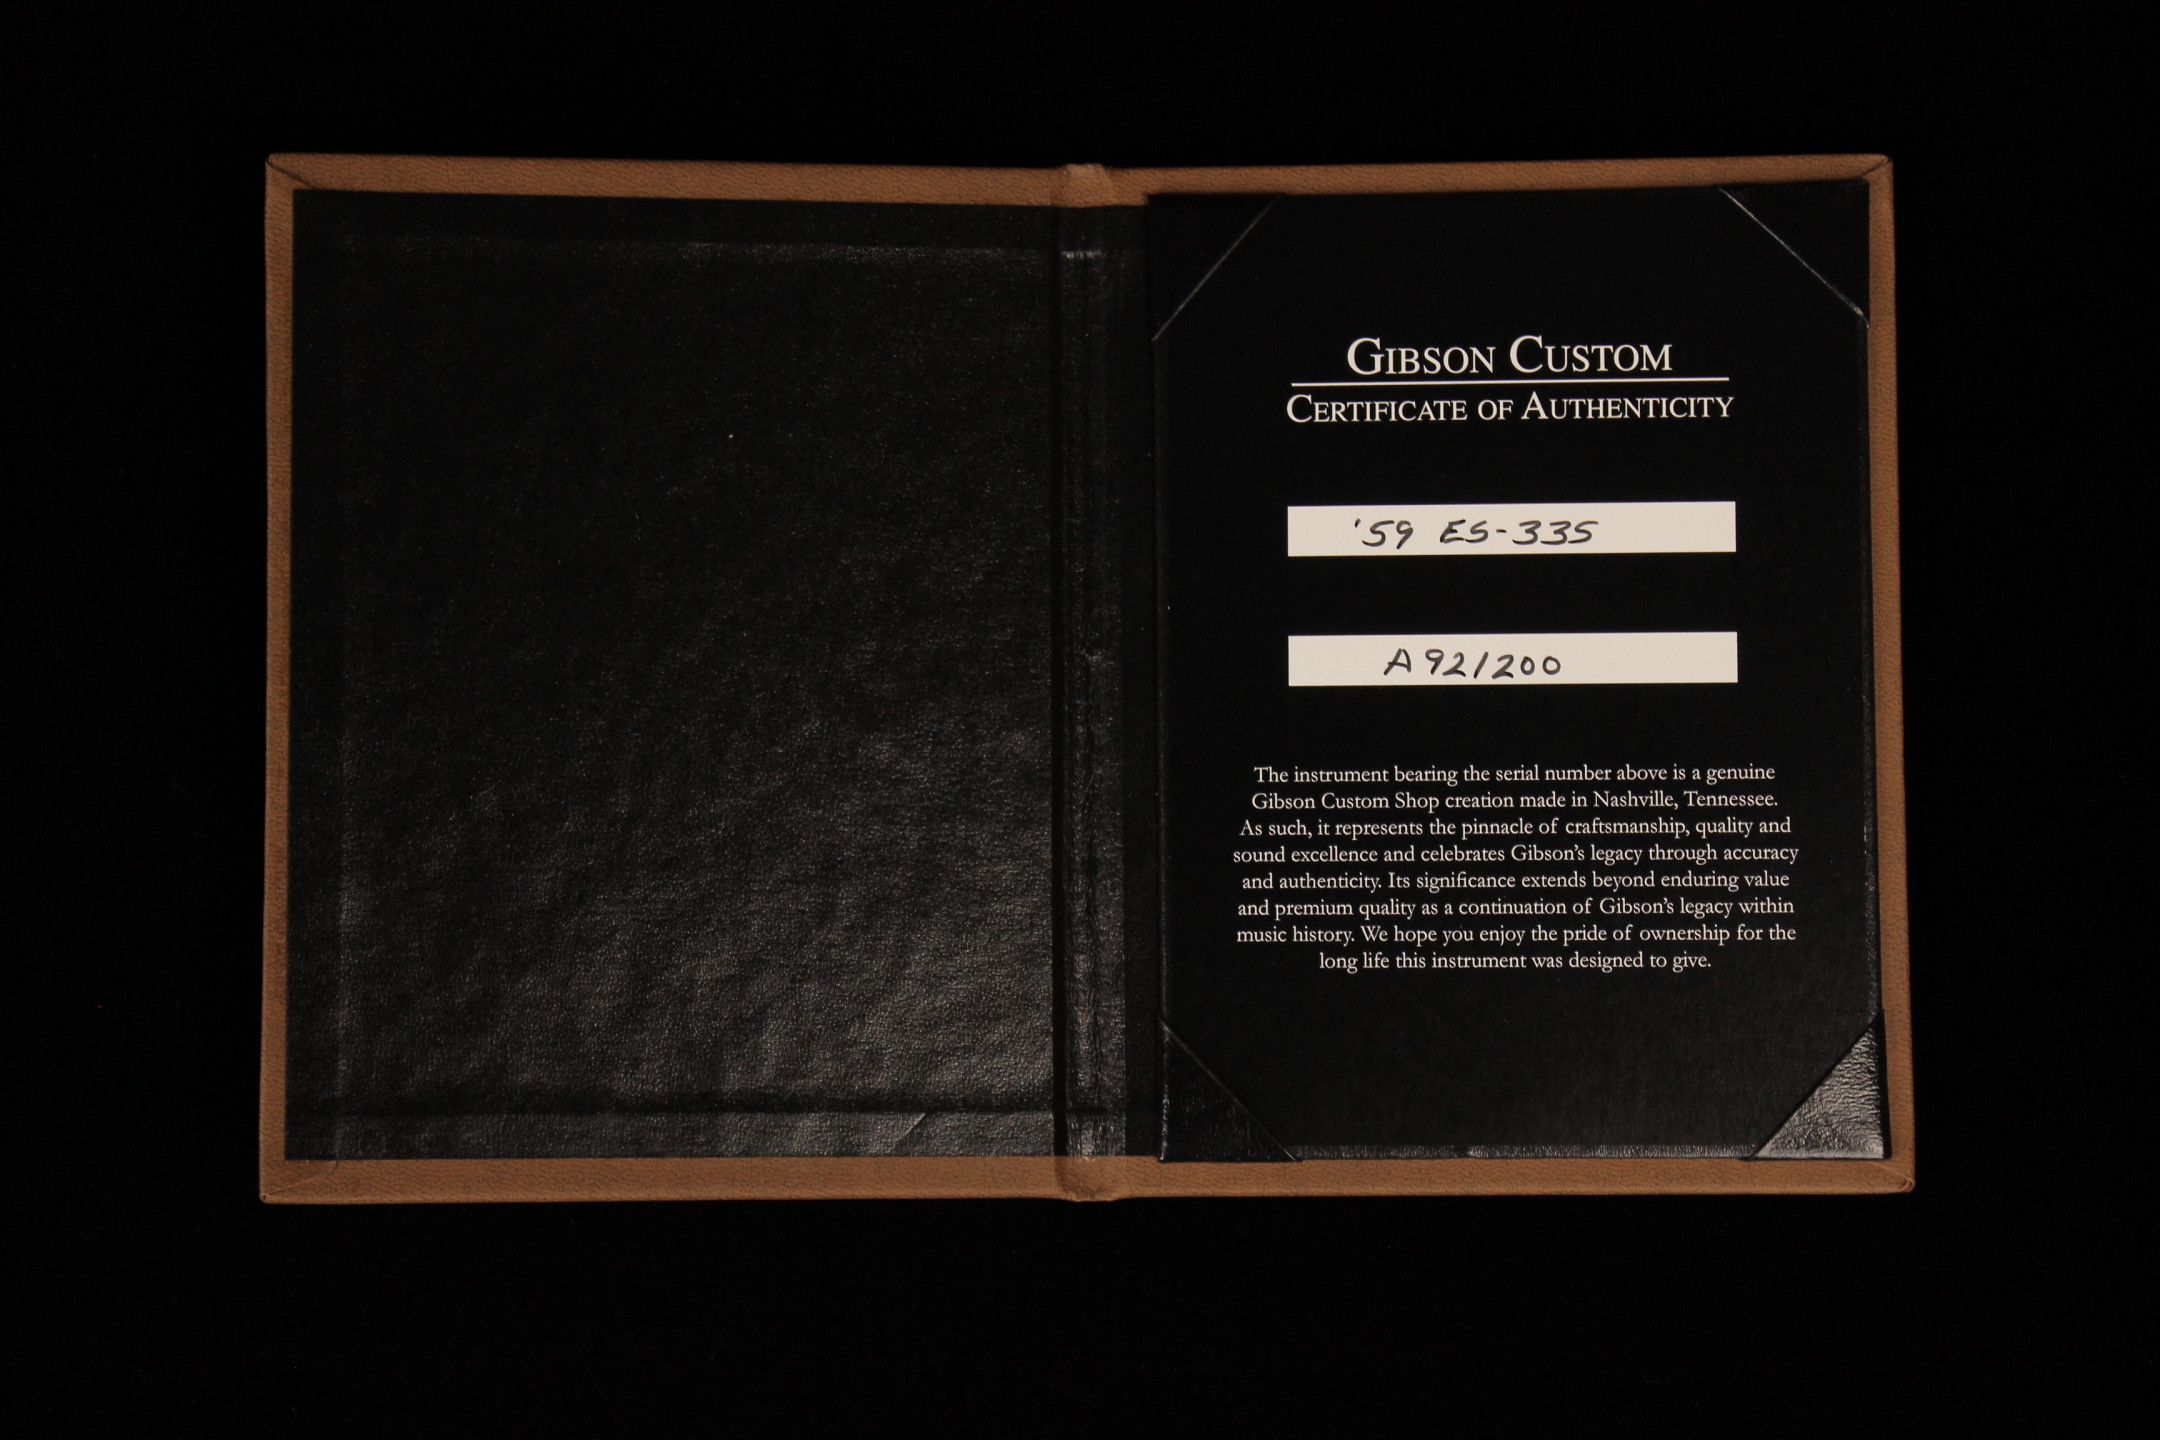 GIBSON CUSTOM
CERTIFICATE OF AUTHENTICITY
'59 ES-335
A 92/200
The instrument bearing the serial number above is a genuine
Gibson Custom Shop creation made in Nashville, Tennessee.
As such, it represents the pinnacle of craftsmanship, quality and
sound excellence and celebrates Gibson's legacy through accuracy
and authenticity. Its significance extends beyond enduring value
and premium quality as a continuation of Gibson's legacy within
music history. We hope you enjoy the pride of ownership for the
long life this instrument was designed to give.